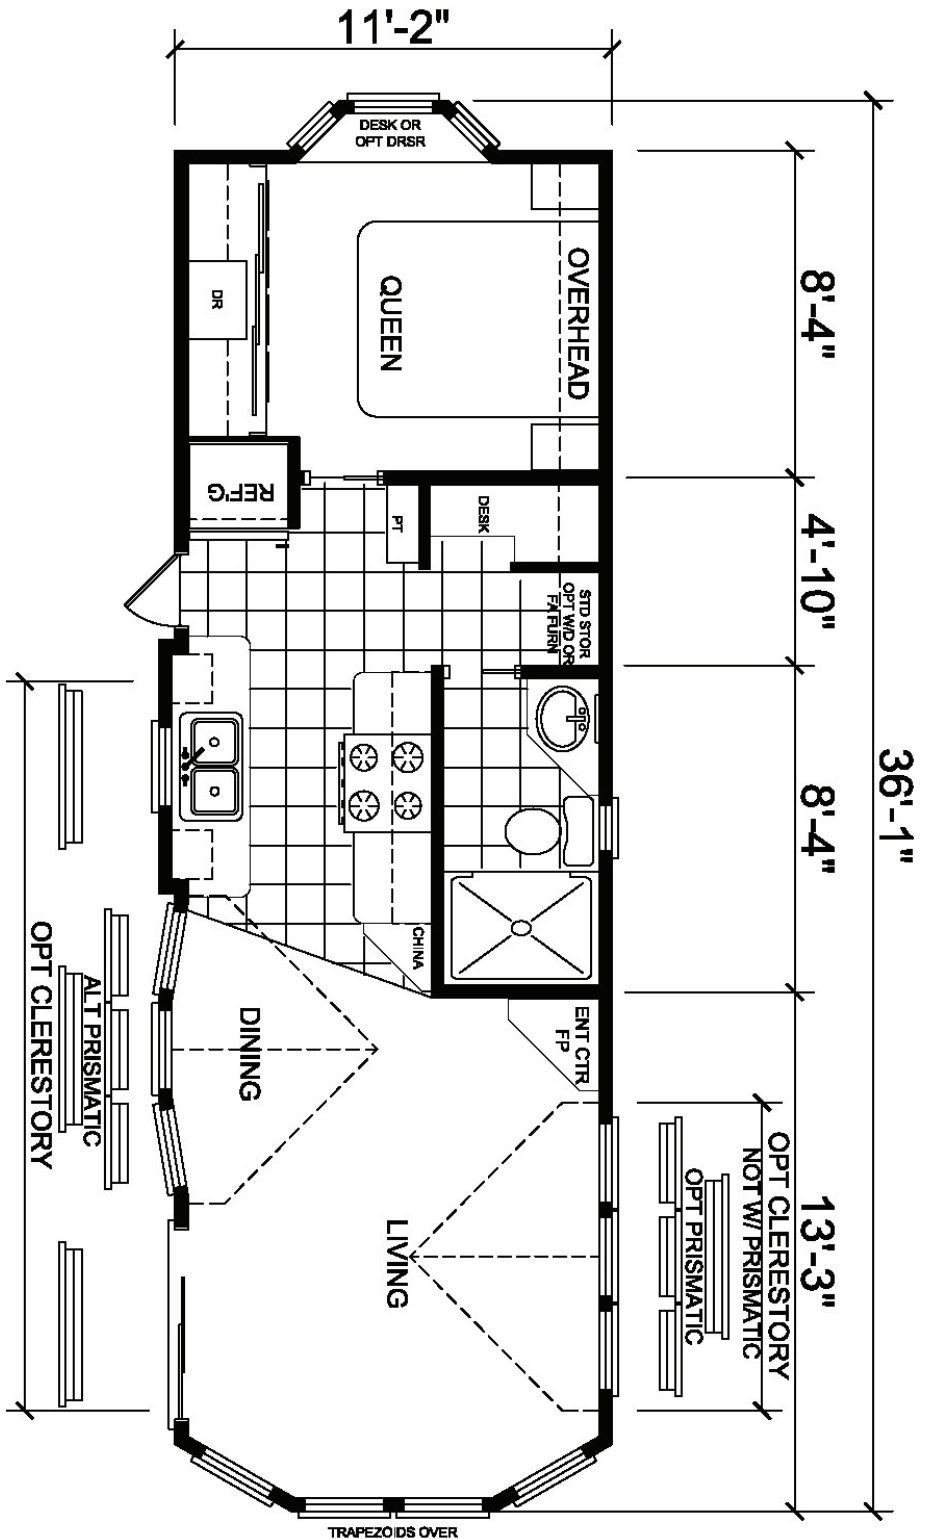 11'-2"
DESK OR
OPT DRSR
OVERHEAD
QUEEN
DR
8'-4"
REF'G
PT
DESK
4'-10"
STD STOR
OPT W/D OR
FA FURN
36'-1"
8'-4"
CHINA
ENT CTR
FP
DINING
LIVING
OPT CLERESTORY
ALT PRISMATIC
OPT CLERESTORY
NOT W/ PRISMATIC
OPT PRISMATIC
13'-3"
TRAPEZOIDS OVER